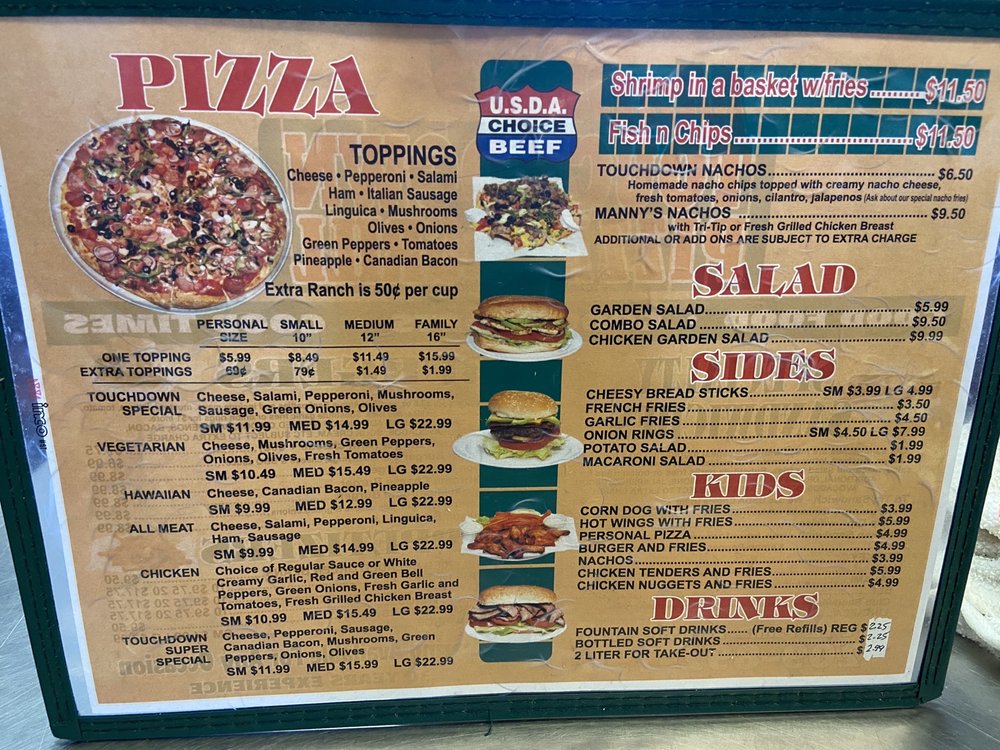 PIZZA
TOPPINGS
Cheese • Pepperoni • Salami
Ham • Italian Sausage
Linguica • Mushrooms
Olives • Onions
Green Peppers • Tomatoes
Pineapple • Canadian Bacon
Extra Ranch is 50¢ per cup
PERSONAL SMALL MEDIUM FAMILY
SIZE 10" 12" 16"
ONE TOPPING $5.99 $8.49 $11.49 $15.99
EXTRA TOPPINGS 69¢ 79¢ $1.49 $1.99
TOUCHDOWN Cheese, Salami, Pepperoni, Mushrooms,
SPECIAL Sausage, Green Onions, Olives
SM $11.99 MED $14.99 LG $22.99
VEGETARIAN Cheese, Mushrooms, Green Peppers,
Onions, Olives, Fresh Tomatoes
SM $10.49 MED $15.49 LG $22.99
HAWAIIAN Cheese, Canadian Bacon, Pineapple
SM $9.99 MED $12.99 LG $22.99
ALL MEAT Cheese, Salami, Pepperoni, Linguica,
Ham, Sausage
SM $9.99 MED $14.99 LG $22.99
CHICKEN Choice of Regular Sauce or White
Creamy Garlic, Red and Green Bell
Peppers, Green Onions, Fresh Garlic and
Tomatoes, Fresh Grilled Chicken Breast
SM $10.99 MED $15.49 LG $22.99
TOUCHDOWN Cheese, Pepperoni, Sausage,
SUPER Canadian Bacon, Mushrooms, Green
SPECIAL Peppers, Onions, Olives
SM $11.99 MED $15.99 LG $22.99
U.S.D.A.
CHOICE
BEEF
Shrimp in a basket w/fries ......... $11.50
Fish n Chips ......... $11.50
TOUCHDOWN NACHOS ......... $6.50
Homemade nacho chips topped with creamy nacho cheese,
fresh tomatoes, onions, cilantro, jalapenos (Ask about our special nacho fries)
MANNY'S NACHOS ......... $9.50
with Tri-Tip or Fresh Grilled Chicken Breast
ADDITIONAL OR ADD ONS ARE SUBJECT TO EXTRA CHARGE
SALAD
GARDEN SALAD ......... $5.99
COMBO SALAD ......... $9.50
CHICKEN GARDEN SALAD ......... $9.99
SIDES
CHEESY BREAD STICKS ......... SM $3.99 LG 4.99
FRENCH FRIES ......... $3.50
GARLIC FRIES ......... $4.50
ONION RINGS ......... SM $4.50 LG $7.99
POTATO SALAD ......... $1.99
MACARONI SALAD ......... $1.99
KIDS
CORN DOG WITH FRIES ......... $3.99
HOT WINGS WITH FRIES ......... $5.99
PERSONAL PIZZA ......... $4.99
BURGER AND FRIES ......... $4.99
NACHOS ......... $3.99
CHICKEN TENDERS AND FRIES ......... $5.99
CHICKEN NUGGETS AND FRIES ......... $4.99
DRINKS
FOUNTAIN SOFT DRINKS ...... (Free Refills) REG $ 2.25
BOTTLED SOFT DRINKS ......... $ 2.25
2 LITER FOR TAKE-OUT ......... $ 2.99